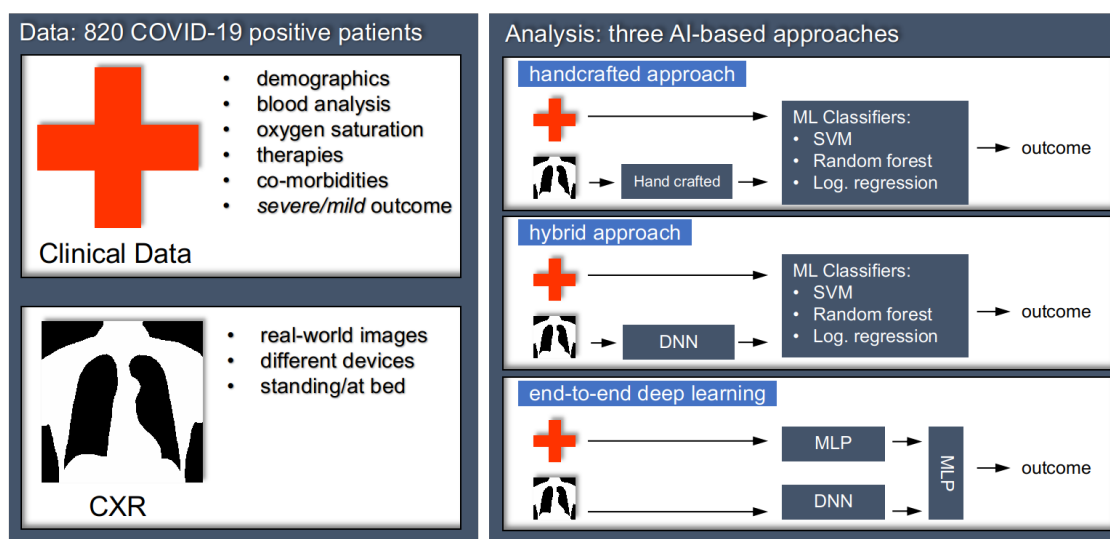 Data: 820 COVID-19 positive patients
• demographics
• blood analysis
• oxygen saturation
• therapies
• co-morbidities
• severe/mild outcome
Clinical Data
• real-world images
• different devices
• standing/at bed
CXR
Analysis: three AI-based approaches
handcrafted approach
ML Classifiers:
• SVM
• Random forest
• Log. regression
Hand crafted
outcome
hybrid approach
ML Classifiers:
• SVM
• Random forest
• Log. regression
DNN
outcome
end-to-end deep learning
MLP
DNN
MLP
outcome